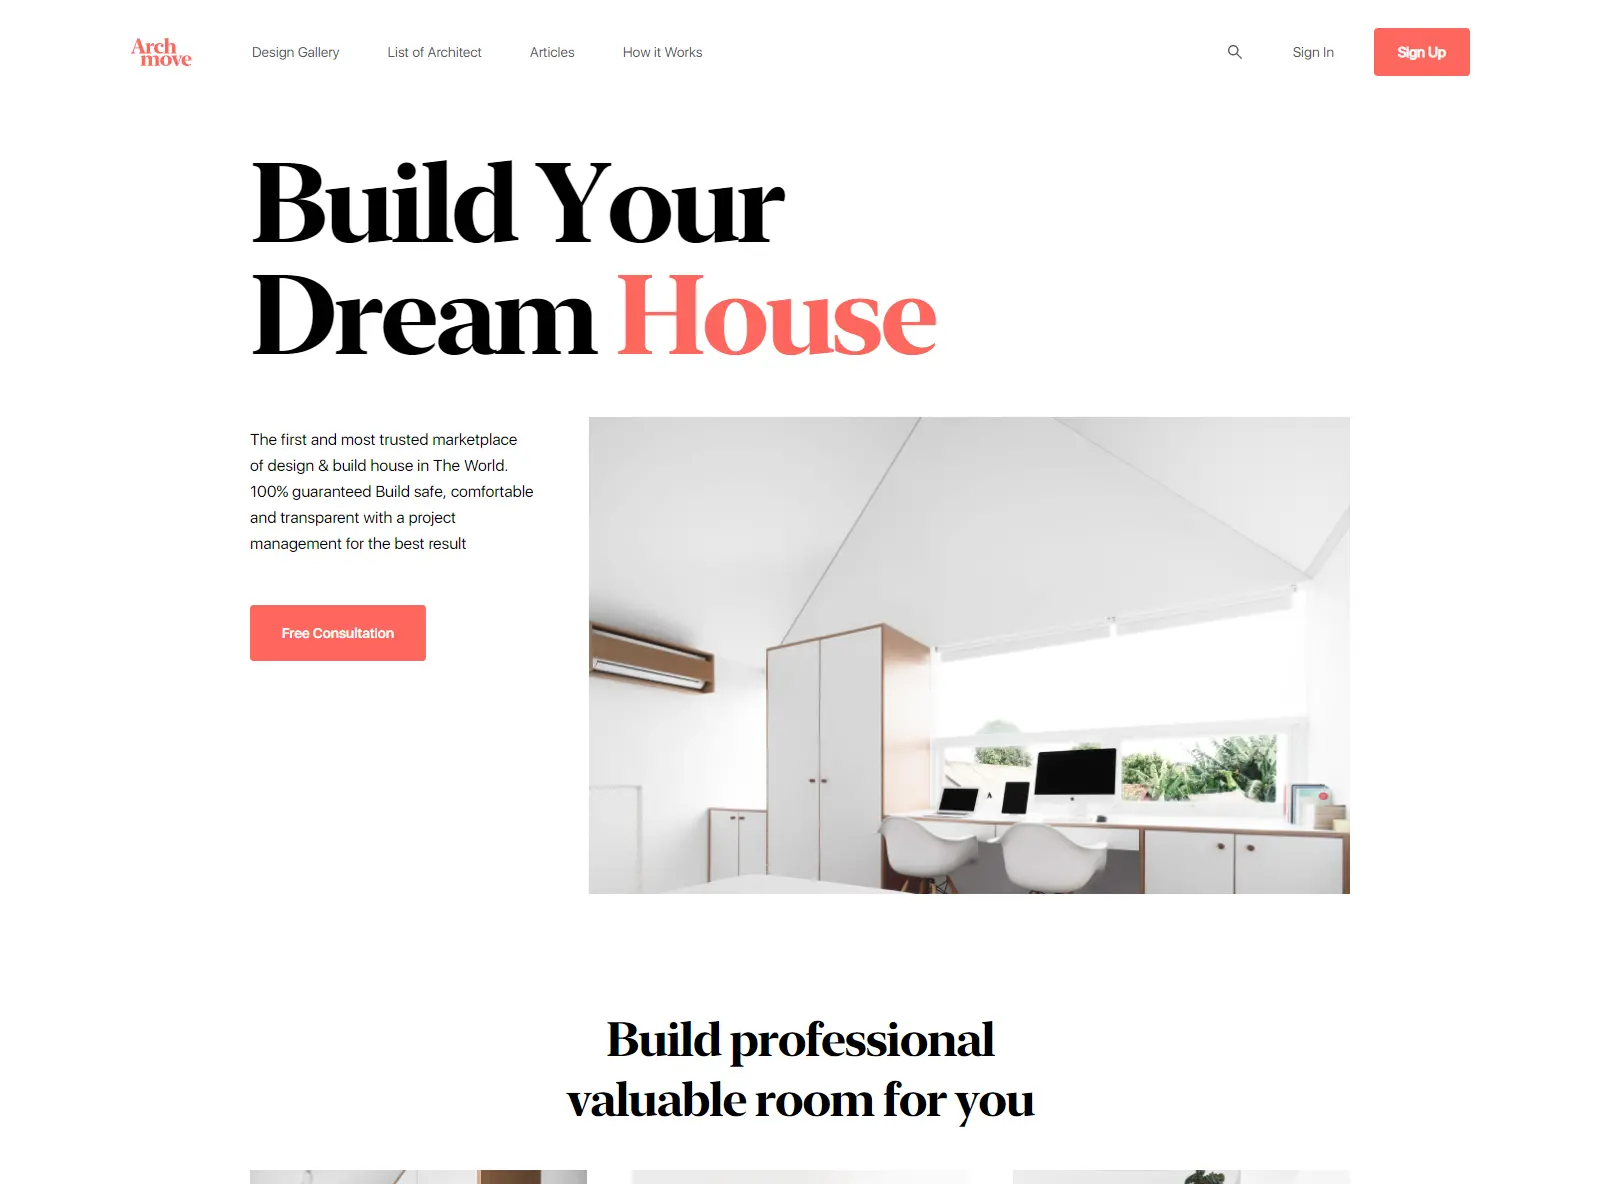 Arch
move
Design Gallery
List of Architect
Articles
How it Works
Sign In
Sign Up
Build Your
Dream House
The first and most trusted marketplace
of design & build house in The World.
100% guaranteed Build safe, comfortable
and transparent with a project
management for the best result
Free Consultation
A
Build professional
valuable room for you